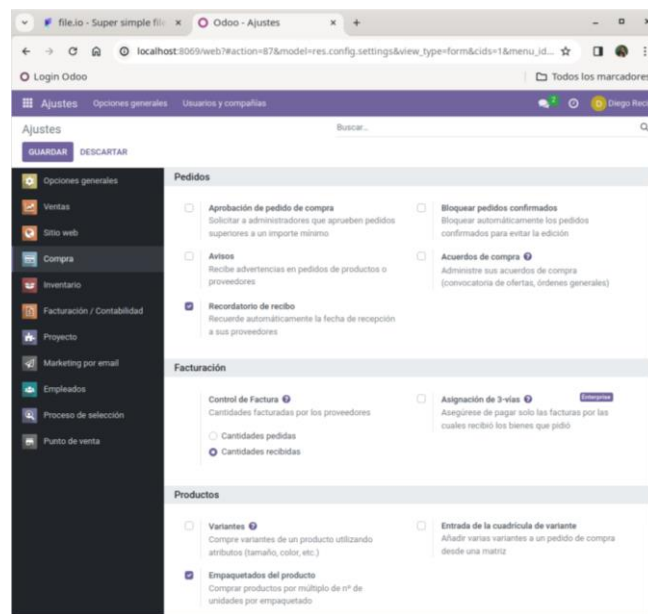 file.io - Super simple file
Odoo - Ajustes
localhost:8069/web?#action=87&model=res.config.settings&view_type=form&cids=1&menu_id...
Login Odoo
Todos los marcadores
Ajustes Opciones generales Usuarios y compañías 2 D Diego Reci
Ajustes Buscar...
GUARDAR DESCARTAR
Opciones generales
Ventas
Sitio web
Compra
Inventario
Facturación / Contabilidad
Proyecto
Marketing por email
Empleados
Proceso de selección
Punto de venta
Pedidos
Aprobación de pedido de compra
Solicitar a administradores que aprueben pedidos
superiores a un importe mínimo
Bloquear pedidos confirmados
Bloquear automáticamente los pedidos
confirmados para evitar la edición
Avisos
Recibe advertencias en pedidos de productos o
proveedores
Acuerdos de compra ?
Administre sus acuerdos de compra
(convocatoria de ofertas, órdenes generales)
Recordatorio de recibo
Recuerde automáticamente la fecha de recepción
a sus proveedores
Facturación
Control de Factura ?
Cantidades facturadas por los proveedores
Cantidades pedidas
Cantidades recibidas
Asignación de 3-vías ? Enterprise
Asegúrese de pagar solo las facturas por las
cuales recibió los bienes que pidió
Productos
Variantes ?
Compre variantes de un producto utilizando
atributos (tamaño, color, etc.)
Entrada de la cuadrícula de variante
Añadir varias variantes a un pedido de compra
desde una matriz
Empaquetados del producto
Comprar productos por múltiplo de nº de
unidades por empaquetado